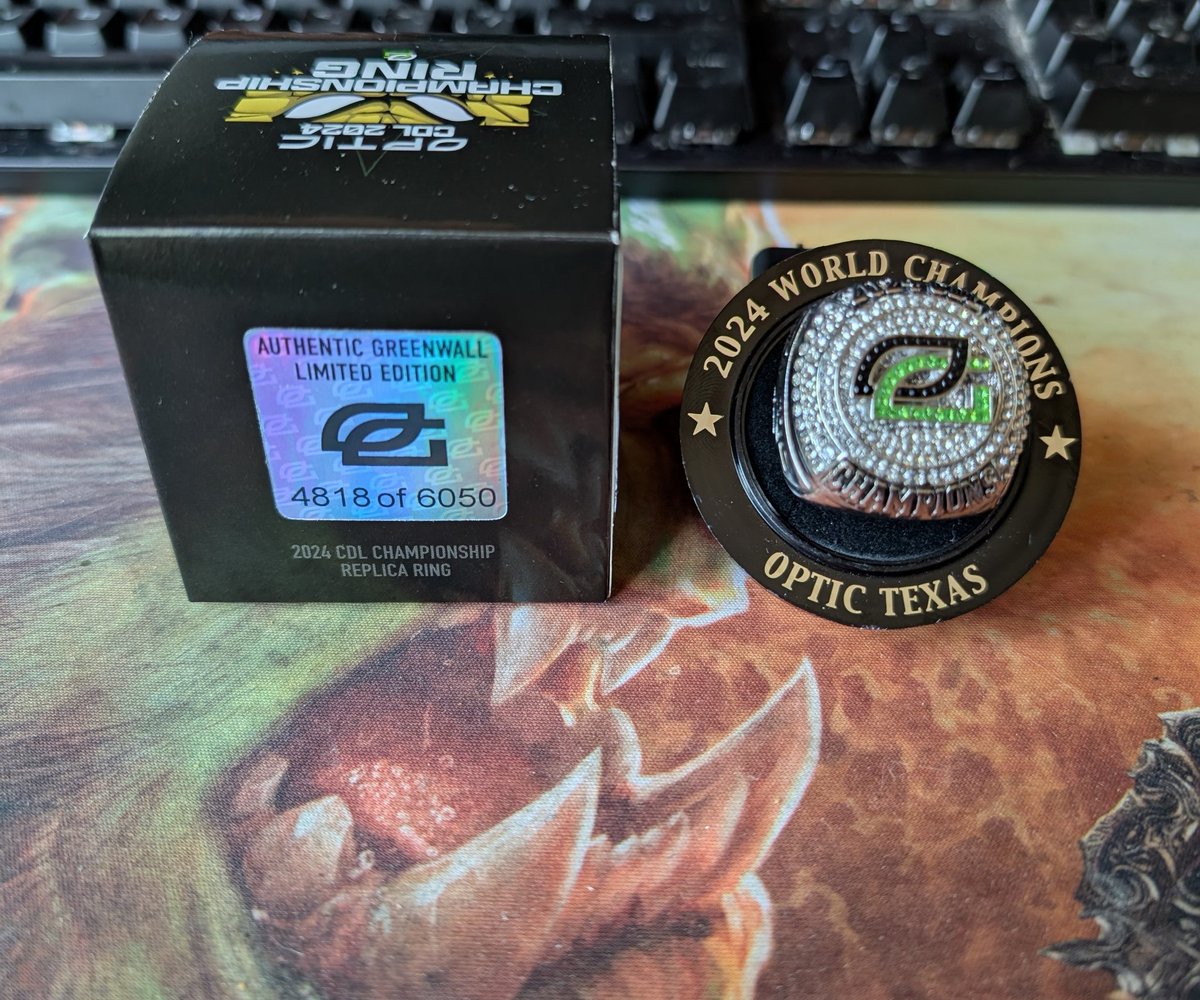 OPTIC
CDL 2024
CHAMPIONSHIP
RING
AUTHENTIC GREENWALL
LIMITED EDITION
4818 of 6050
2024 CDL CHAMPIONSHIP
REPLICA RING
2024 WORLD CHAMPIONS
CHAMPIONS
OPTIC TEXAS